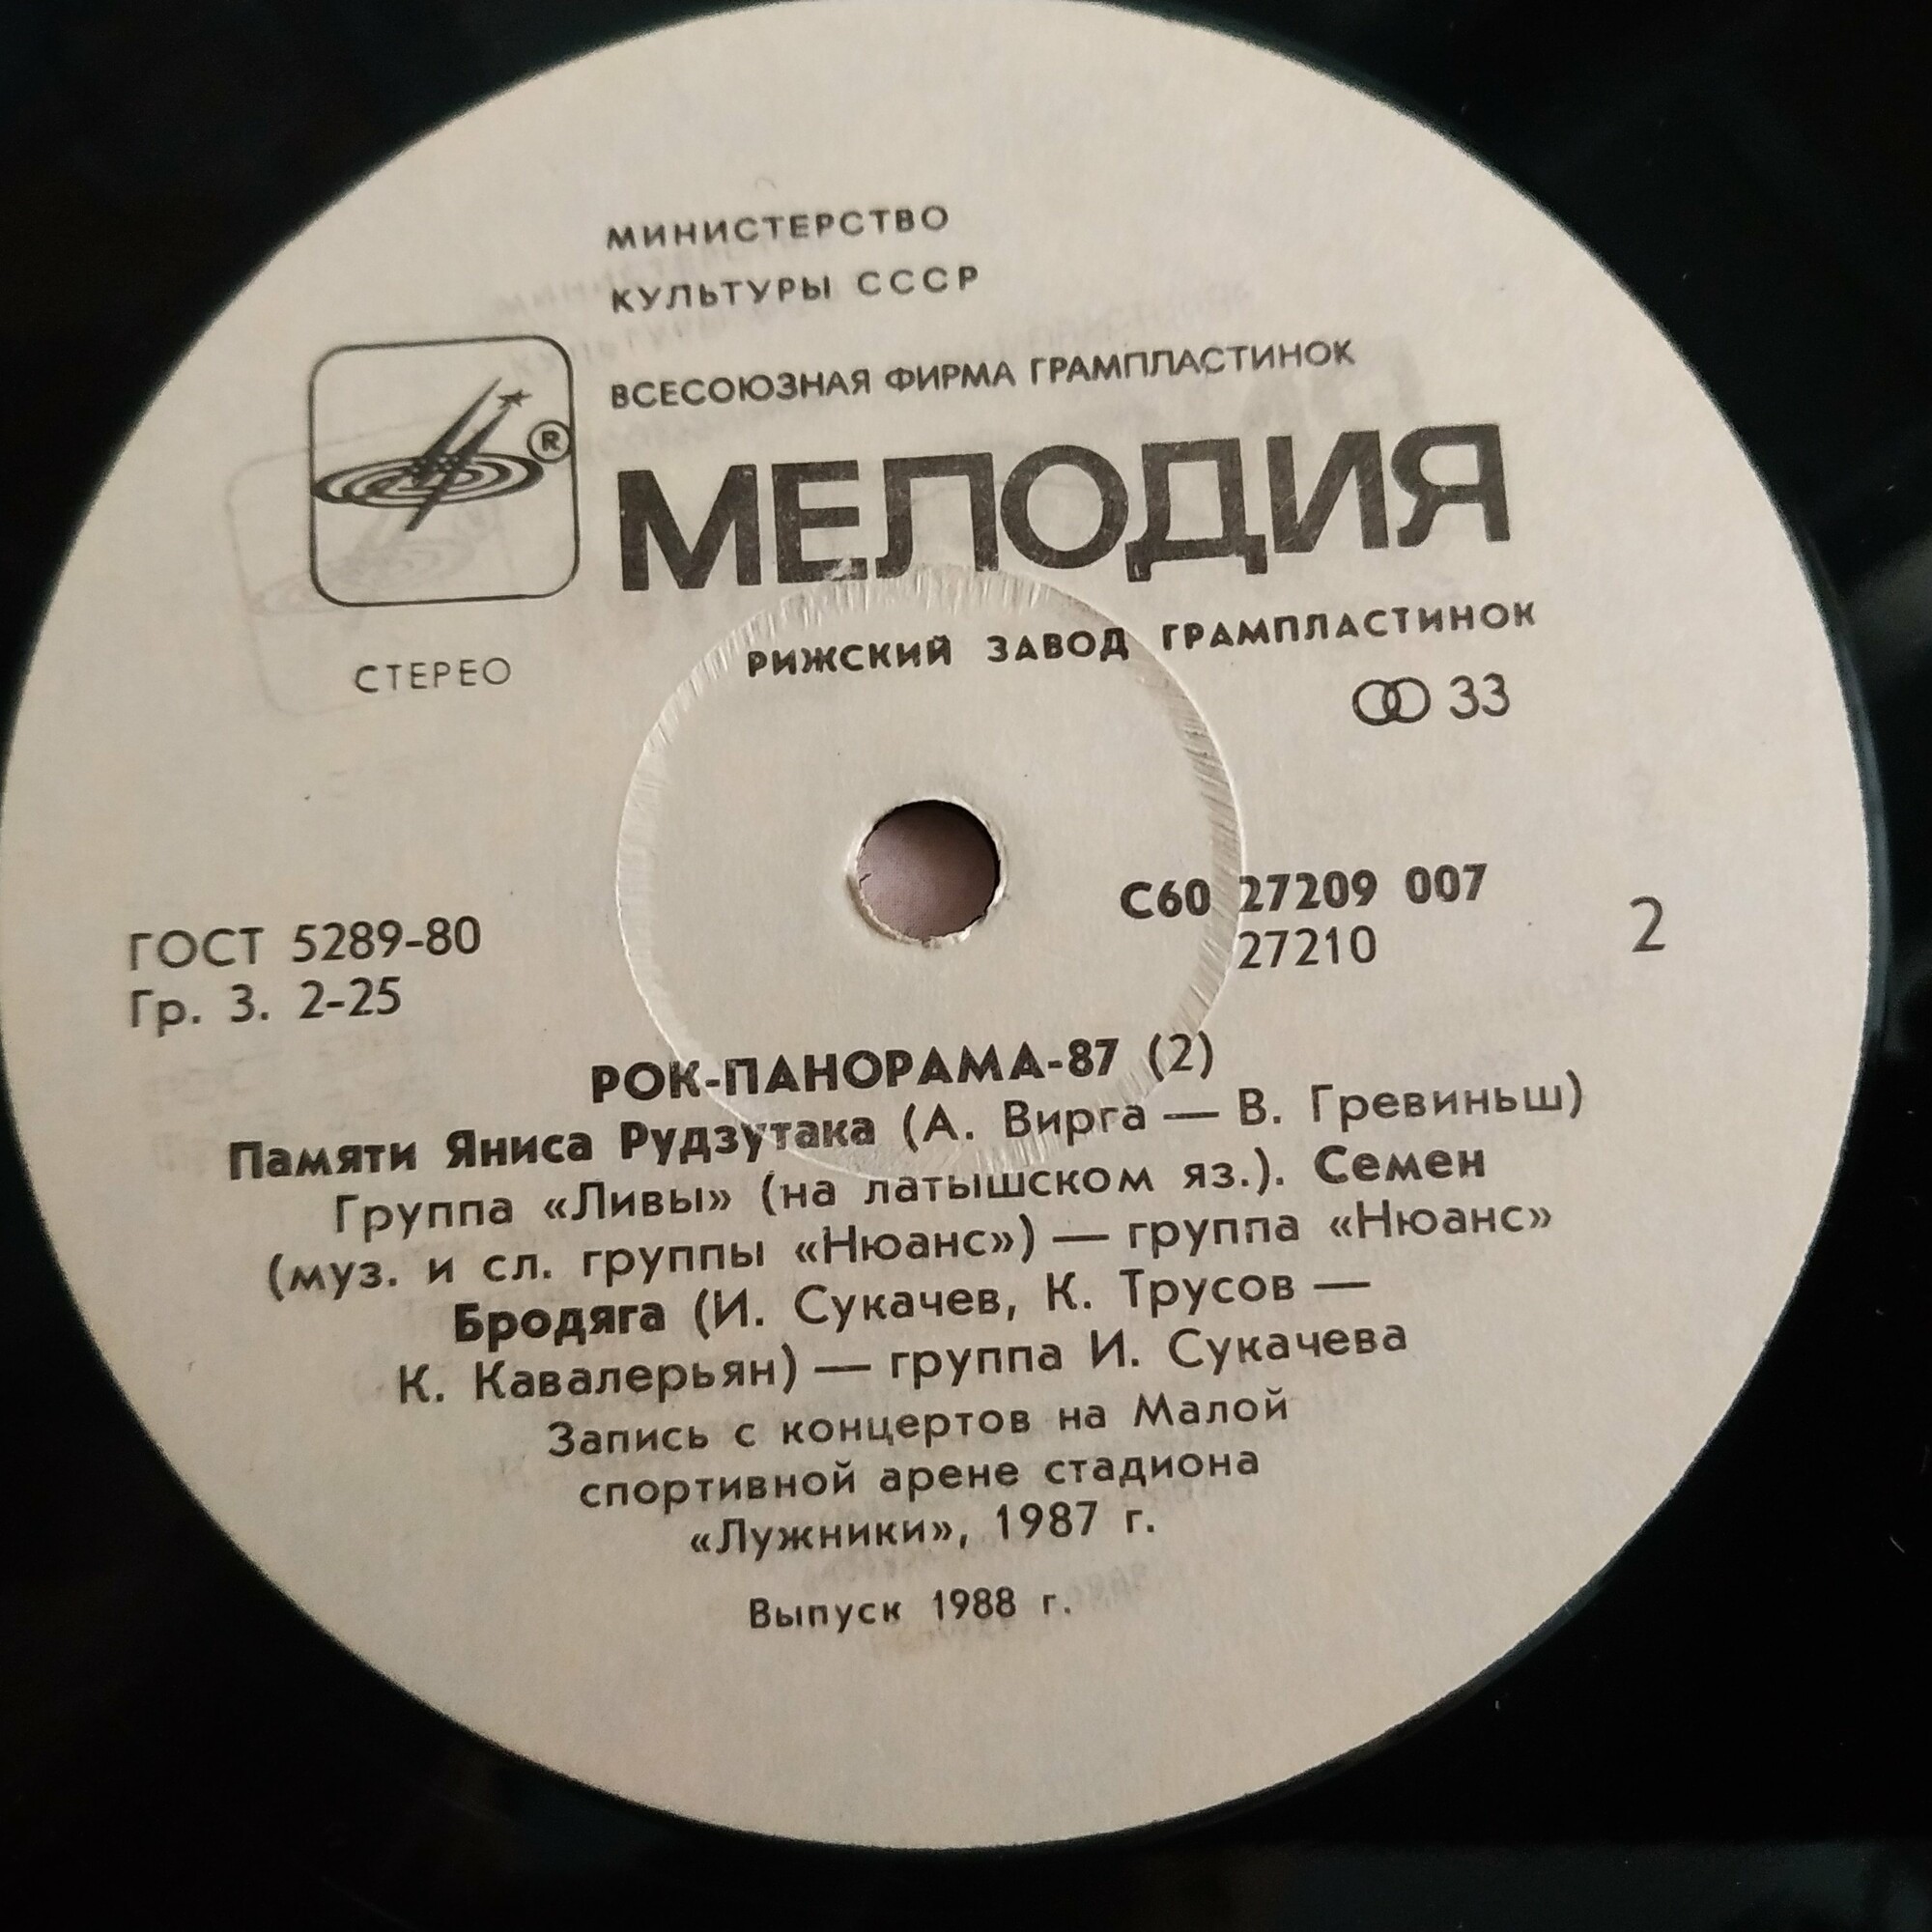 МИНИСТЕРСТВО
КУЛЬТУРЫ СССР
ВСЕСОЮЗНАЯ ФИРМА ГРАМПЛАСТИНОК
®
МЕЛОДИЯ
РИЖСКИЙ ЗАВОД ГРАМПЛАСТИНОК
СТЕРЕО
33
ГОСТ 5289-80
Гр. 3. 2-25
С60 27209 007
27210
2
РОК-ПАНОРАМА-87 (2)
Памяти Яниса Рудзутака (А. Вирга — В. Гревиньш)
Группа «Ливы» (на латышском яз.). Семен
(муз. и сл. группы «Нюанс») — группа «Нюанс»
Бродяга (И. Сукачев, К. Трусов —
К. Кавалерьян) — группа И. Сукачева
Запись с концертов на Малой
спортивной арене стадиона
«Лужники», 1987 г.
Выпуск 1988 г.